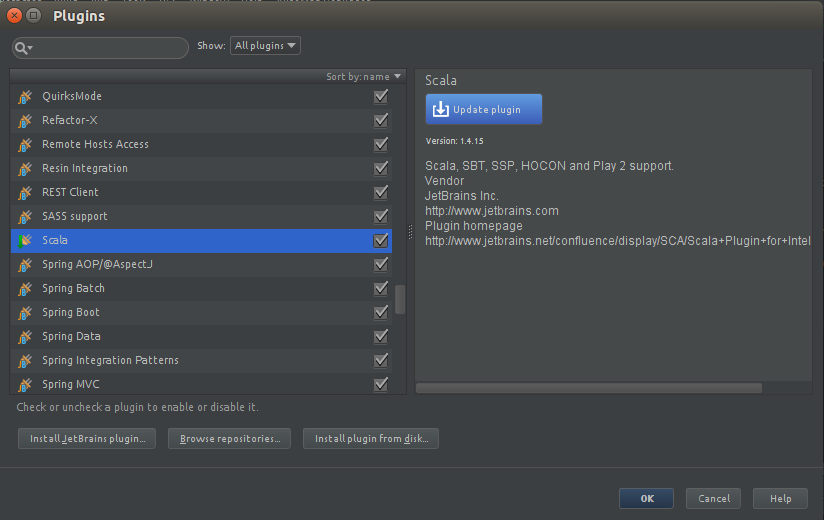 Plugins
Show: All plugins
Sort by: name
QuirksMode
Refactor-X
Remote Hosts Access
Resin Integration
REST Client
SASS support
Scala
Spring AOP/@AspectJ
Spring Batch
Spring Boot
Spring Data
Spring Integration Patterns
Spring MVC
Scala
Update plugin
Version: 1.4.15
Scala, SBT, SSP, HOCON and Play 2 support.
Vendor
JetBrains Inc.
http://www.jetbrains.com
Plugin homepage
http://www.jetbrains.net/confluence/display/SCA/Scala+Plugin+for+Intel
Check or uncheck a plugin to enable or disable it.
Install JetBrains plugin...
Browse repositories...
Install plugin from disk...
OK
Cancel
Help